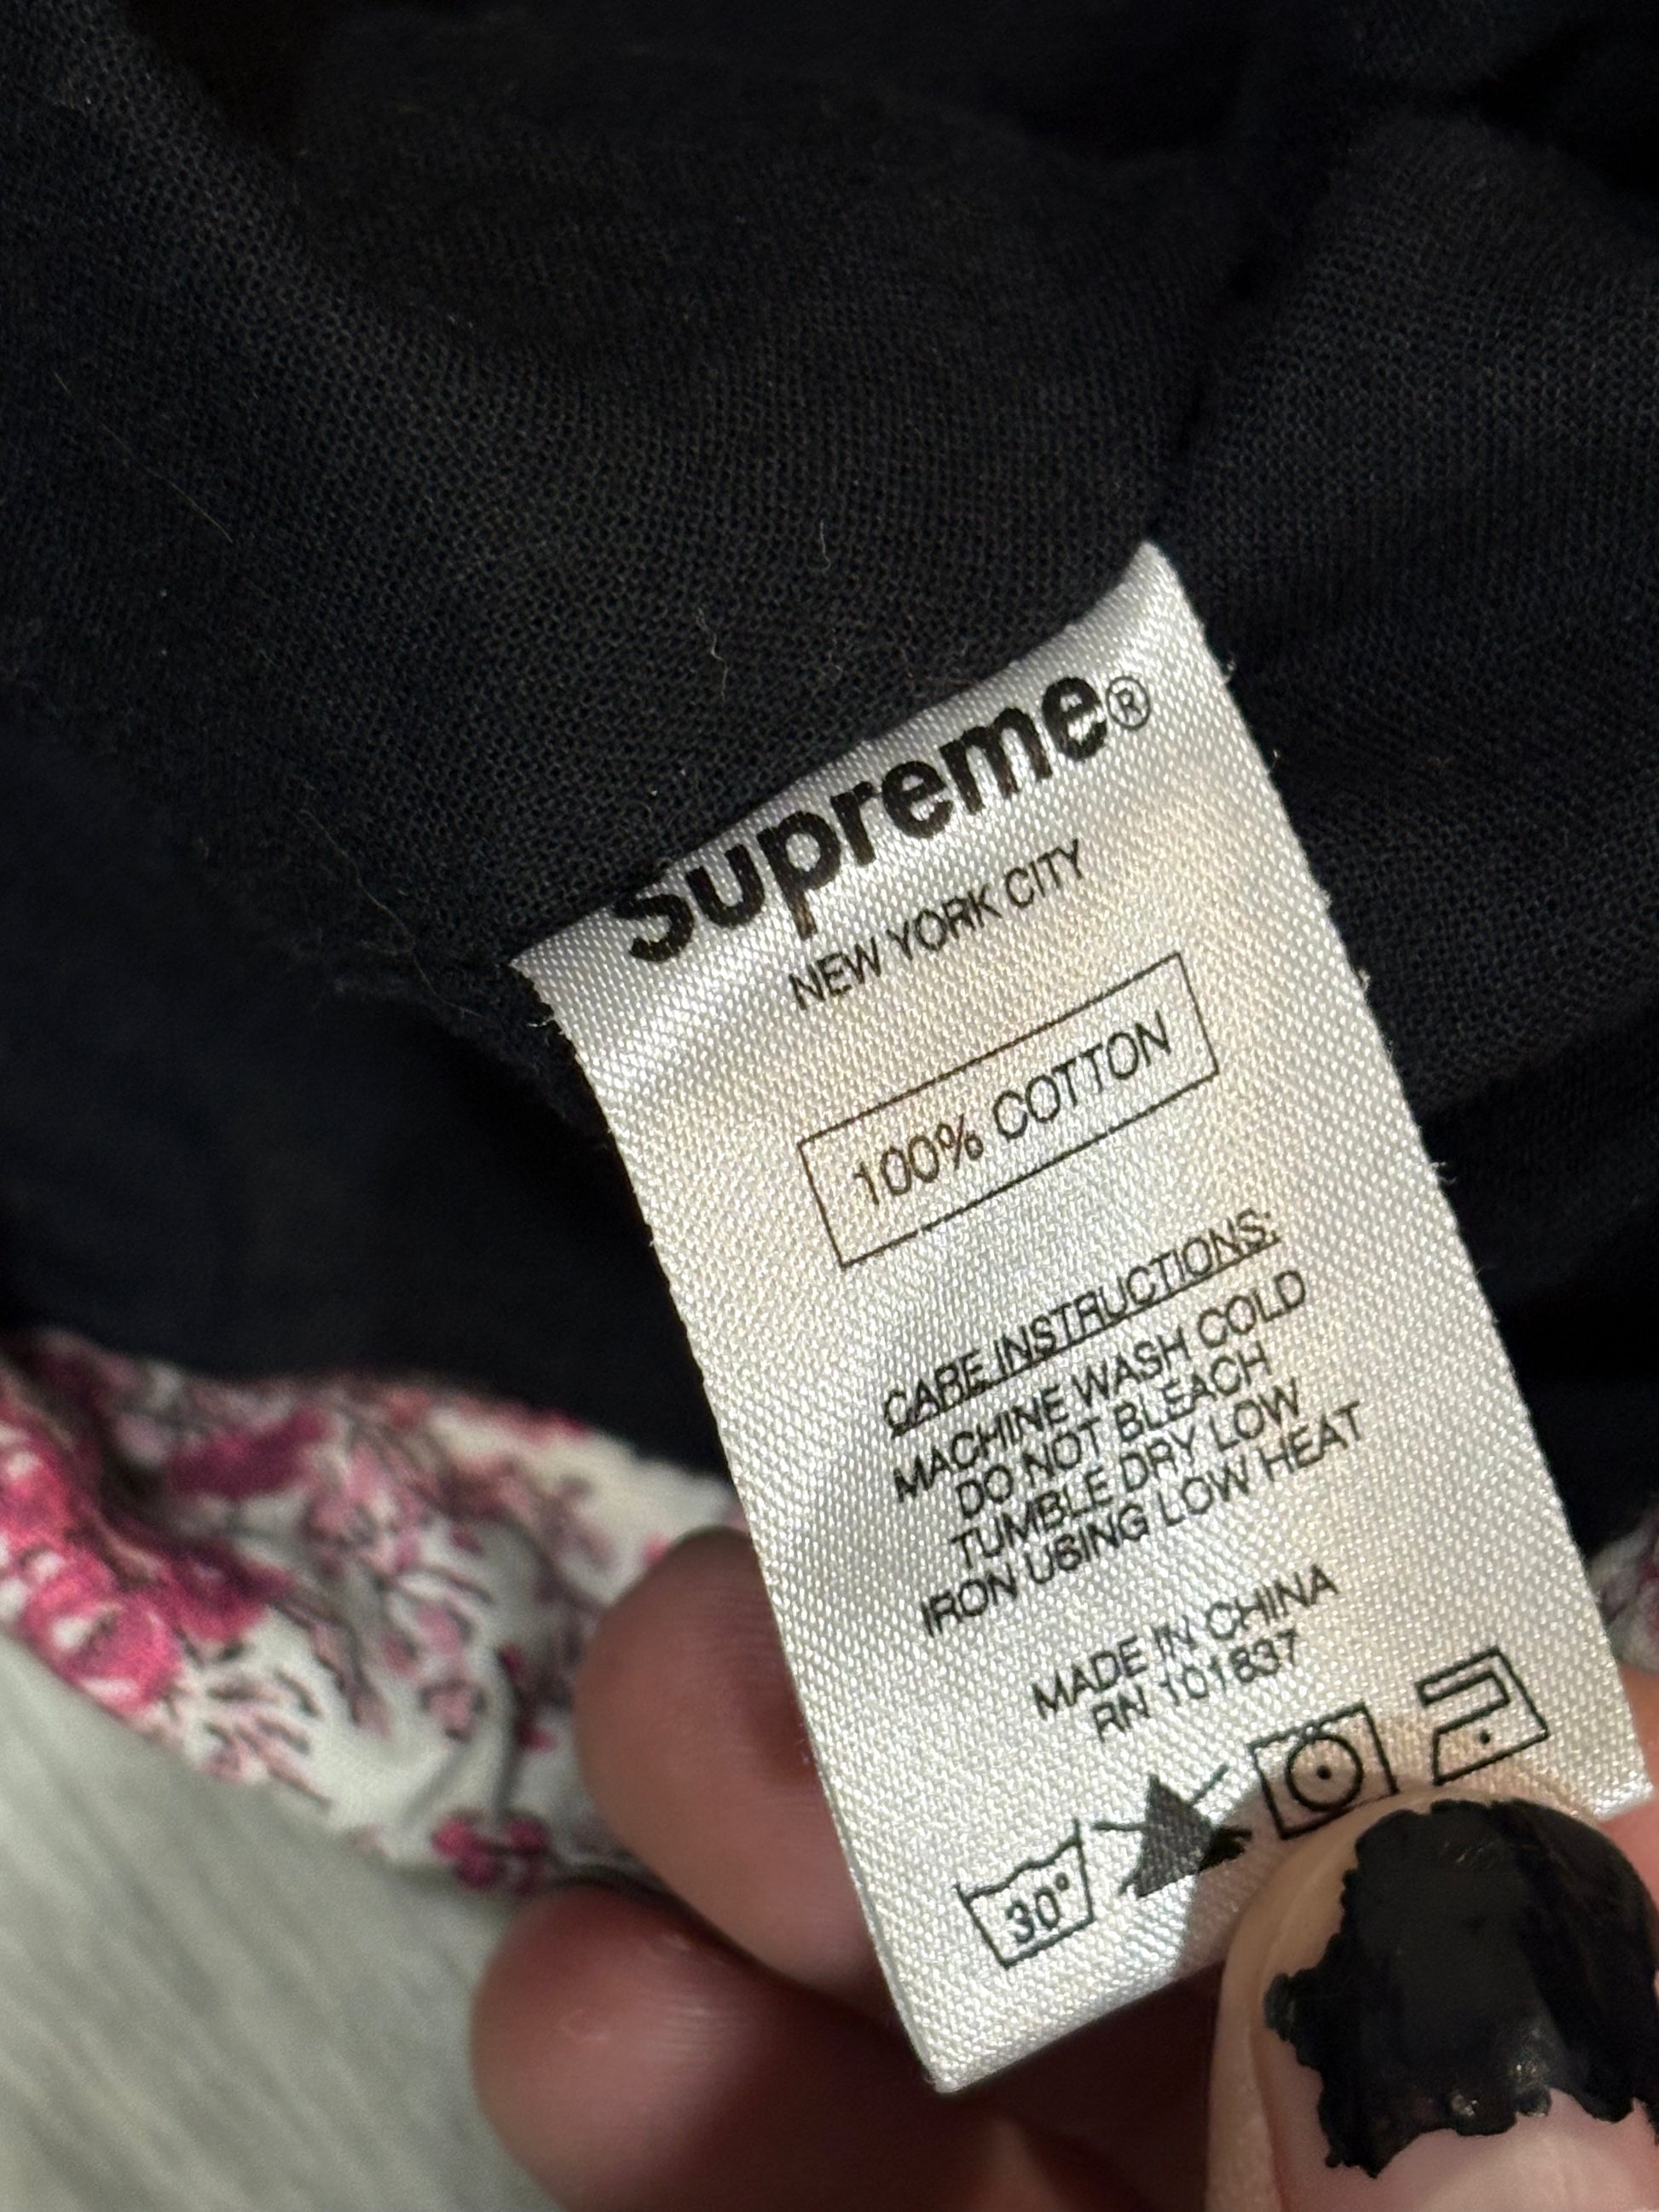 Supreme®
NEW YORK CITY
100% COTTON
CARE INSTRUCTIONS:
MACHINE WASH COLD
DO NOT BLEACH
TUMBLE DRY LOW
IRON USING LOW HEAT
MADE IN CHINA
RN 101837
30°